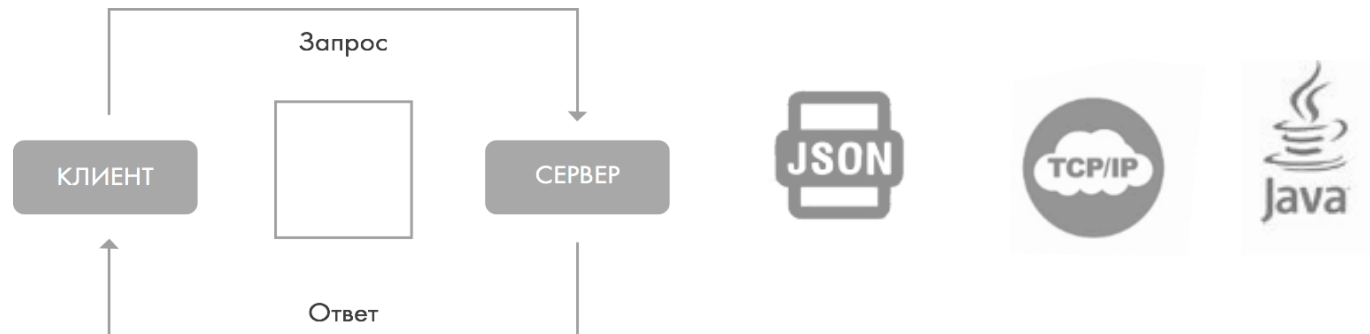 Запрос
КЛИЕНТ
СЕРВЕР
JSON
TCP/IP
Java
Ответ